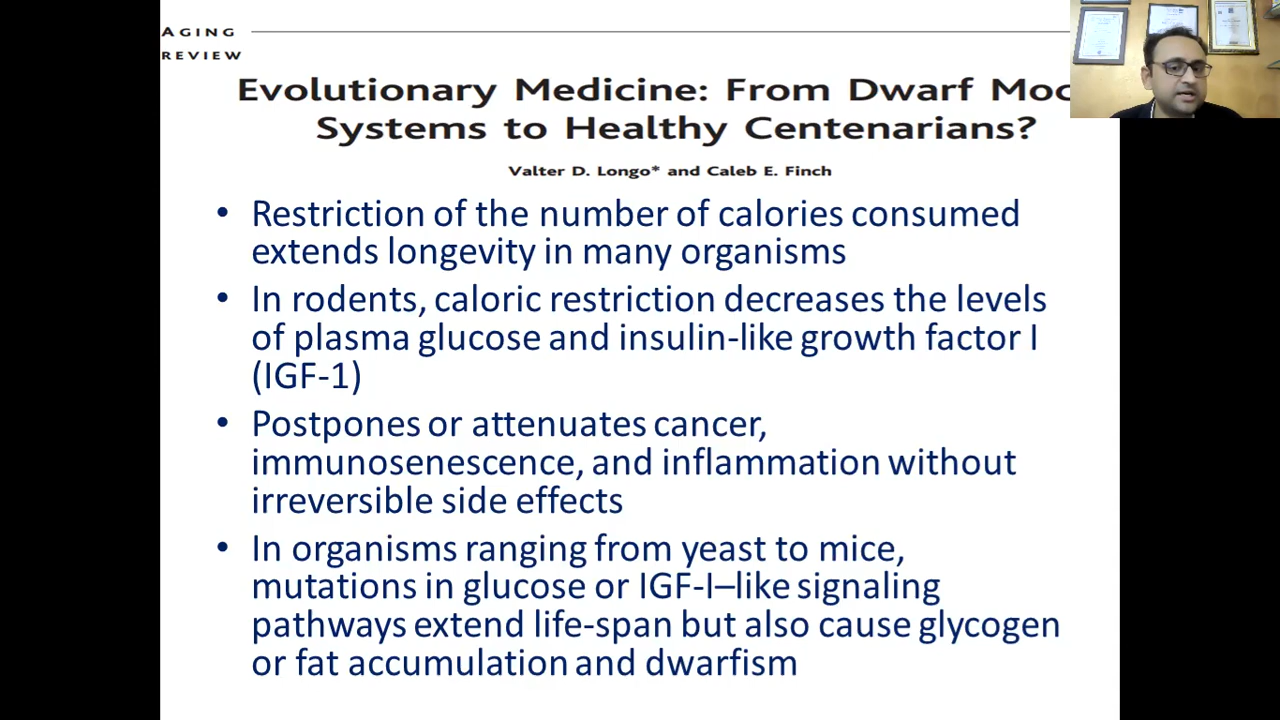 AGING
REVIEW
Evolutionary Medicine: From Dwarf
Systems to Healthy Centenarians?
Valter D. Longo* and Caleb E. Finch
• Restriction of the number of calories consumed
extends longevity in many organisms
• In rodents, caloric restriction decreases the levels
of plasma glucose and insulin-like growth factor I
(IGF-1)
• Postpones or attenuates cancer,
immunosenescence, and inflammation without
irreversible side effects
• In organisms ranging from yeast to mice,
mutations in glucose or IGF-I–like signaling
pathways extend life-span but also cause glycogen
or fat accumulation and dwarfism